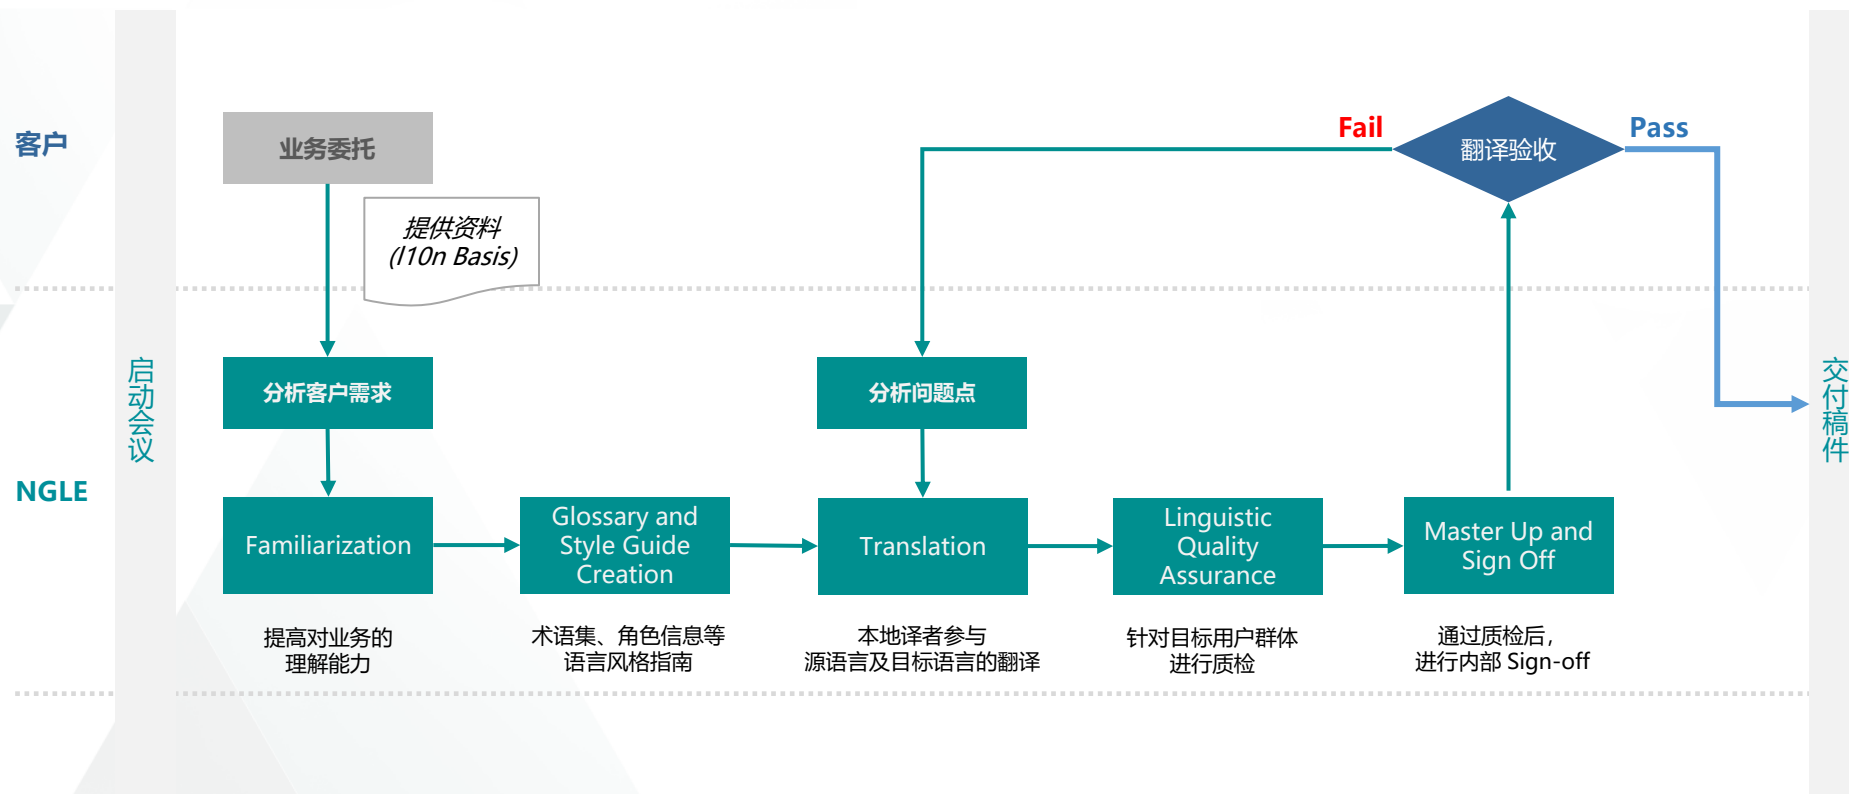 客户
业务委托
提供资料
(l10n Basis)
Fail
翻译验收
Pass
启动会议
NGLE
分析客户需求
分析问题点
Familiarization
Glossary and
Style Guide
Creation
Translation
Linguistic
Quality
Assurance
Master Up and
Sign Off
提高对业务的
理解能力
术语集、角色信息等
语言风格指南
本地译者参与
源语言及目标语言的翻译
针对目标用户群体
进行质检
通过质检后，
进行内部 Sign-off
交付稿件